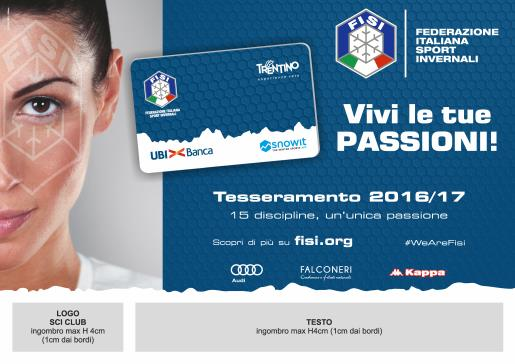 FISI
FISI
FEDERAZIONE
ITALIANA
SPORT
INVERNALI
FISI
FEDERAZIONE ITALIANA
SPORT INVERNALI
TRENTINO
UBI Banca
snowit
Vivi le tue
PASSIONI!
Tesseramento 2016/17
15 discipline, un'unica passione
Scopri di più su fisi.org
#WeAreFisi
Audi
FALCONERI
Kappa
LOGO
SCI CLUB
ingombro max H 4cm
(1cm dai bordi)
TESTO
ingombro max H4cm (1cm dai bordi)